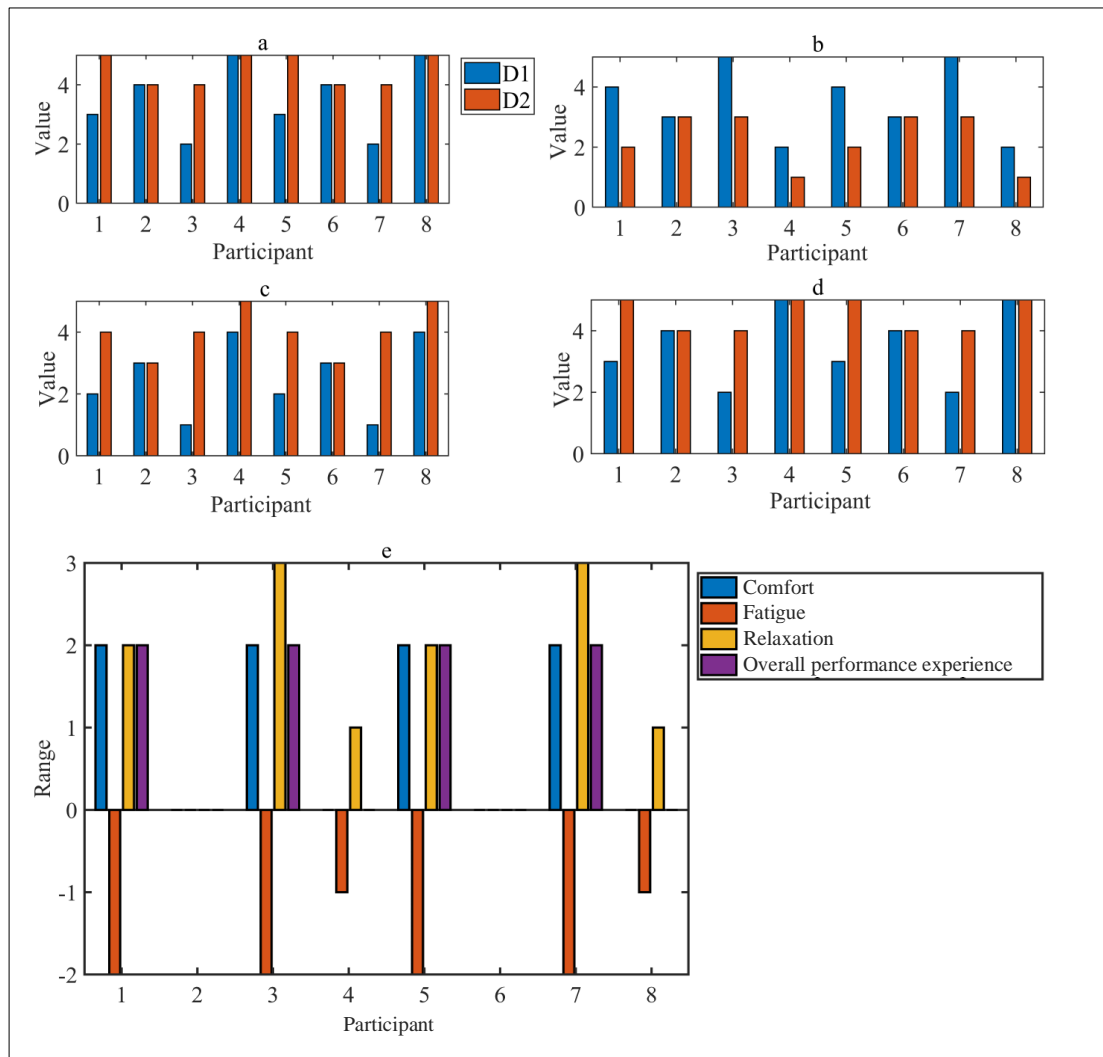 a
b
D1
D2
Value
4
2
0
1 2 3 4 5 6 7 8
Participant
Value
4
2
0
1 2 3 4 5 6 7 8
Participant
c
d
Value
4
2
0
1 2 3 4 5 6 7 8
Participant
Value
4
2
0
1 2 3 4 5 6 7 8
Participant
e
Range
3
2
1
0
-1
-2
1 2 3 4 5 6 7 8
Participant
Comfort
Fatigue
Relaxation
Overall performance experience